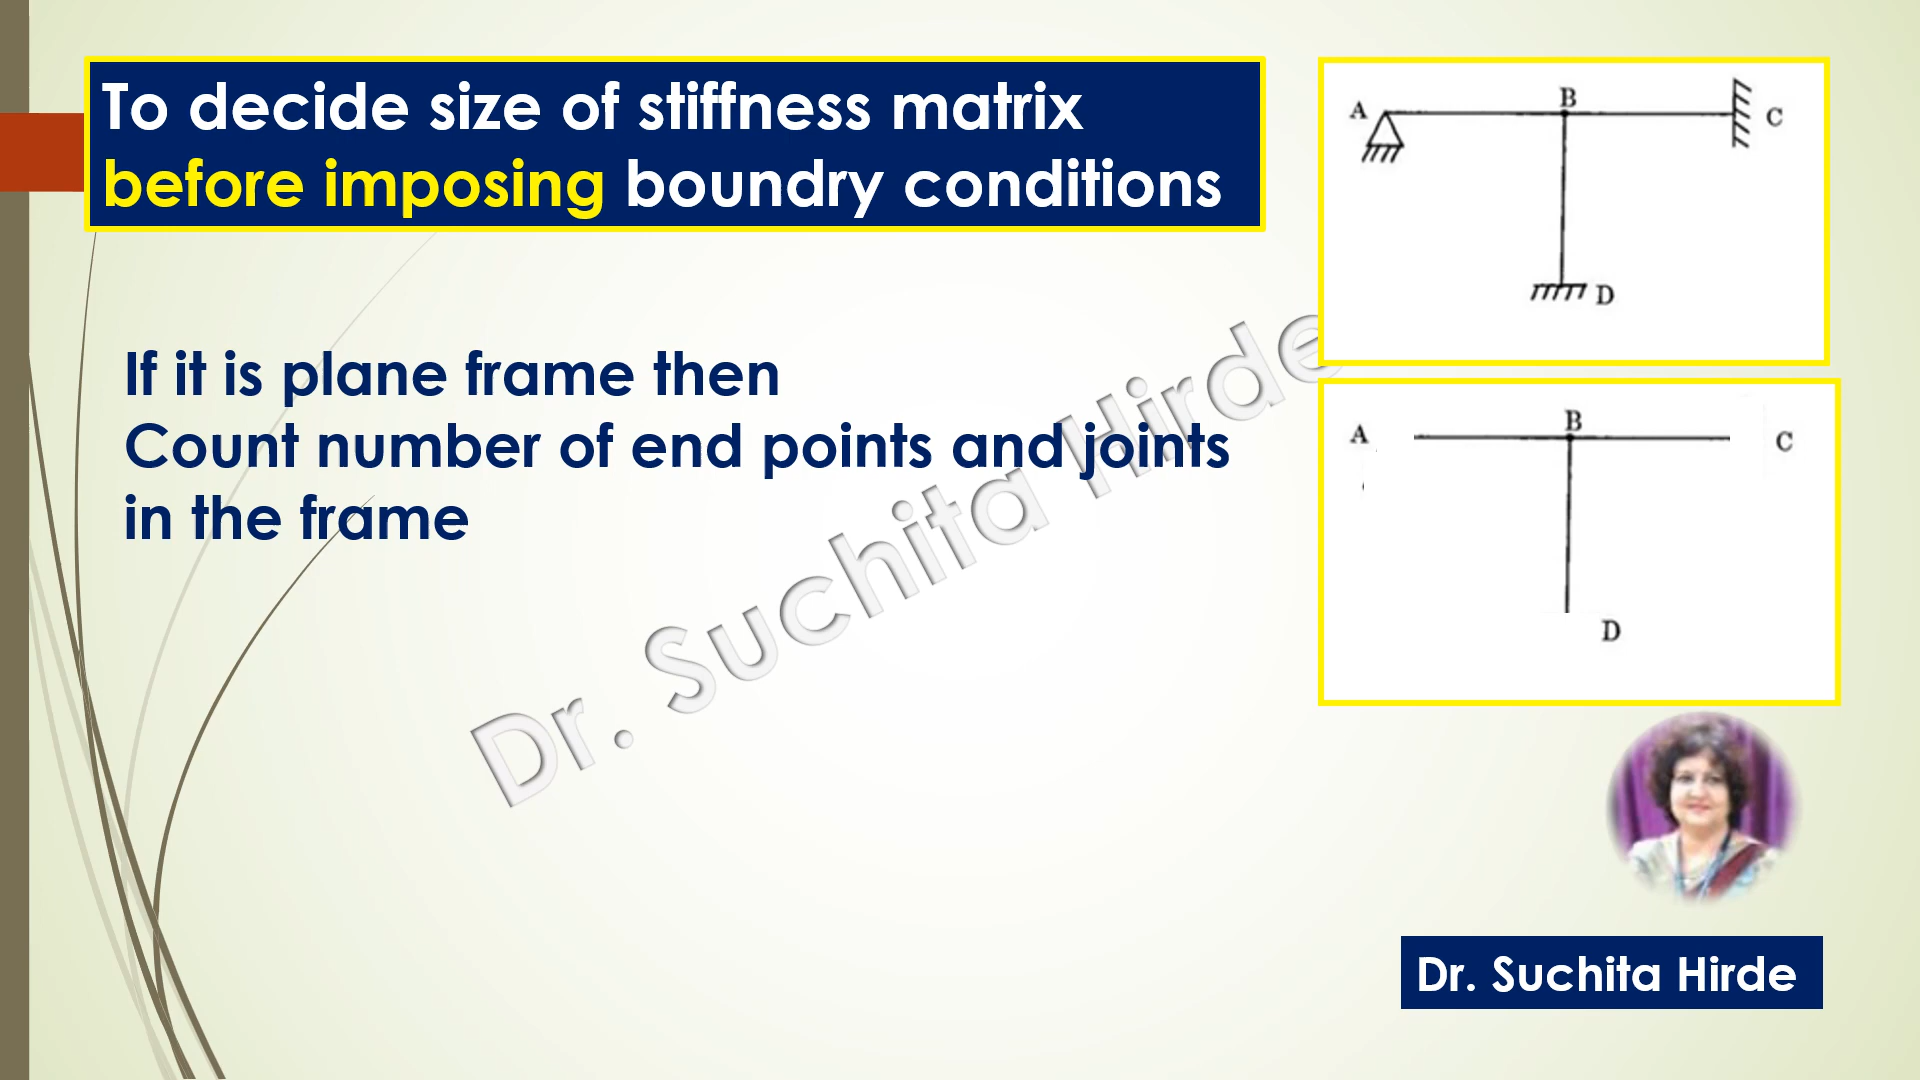 To decide size of stiffness matrix
before imposing boundry conditions
If it is plane frame then
Count number of end points and joints
in the frame
A
B
C
D
A
B
C
D
Dr. Suchita Hirde
Dr. Suchita Hirde